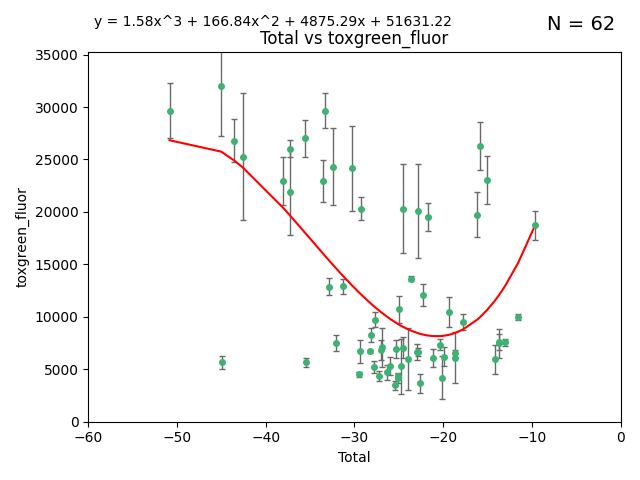 y = 1.58x^3 + 166.84x^2 + 4875.29x + 51631.22
N = 62
Total vs toxgreen_fluor
35000
30000
25000
20000
15000
10000
5000
0
toxgreen_fluor
−60 −50 −40 −30 −20 −10 0
Total